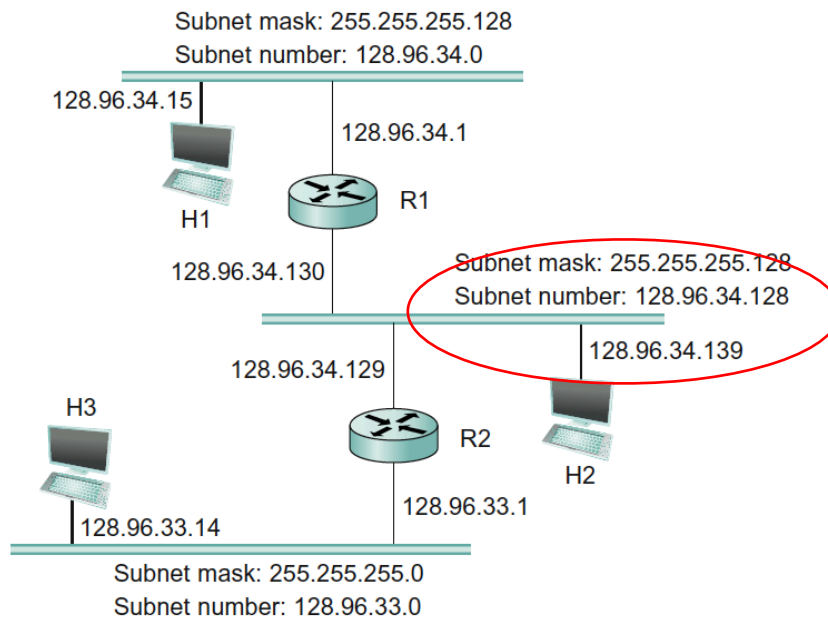 Subnet mask: 255.255.255.128
Subnet number: 128.96.34.0
128.96.34.15
128.96.34.1
H1
R1
128.96.34.130
Subnet mask: 255.255.255.128
Subnet number: 128.96.34.128
128.96.34.139
128.96.34.129
H3
R2
H2
128.96.33.1
128.96.33.14
Subnet mask: 255.255.255.0
Subnet number: 128.96.33.0